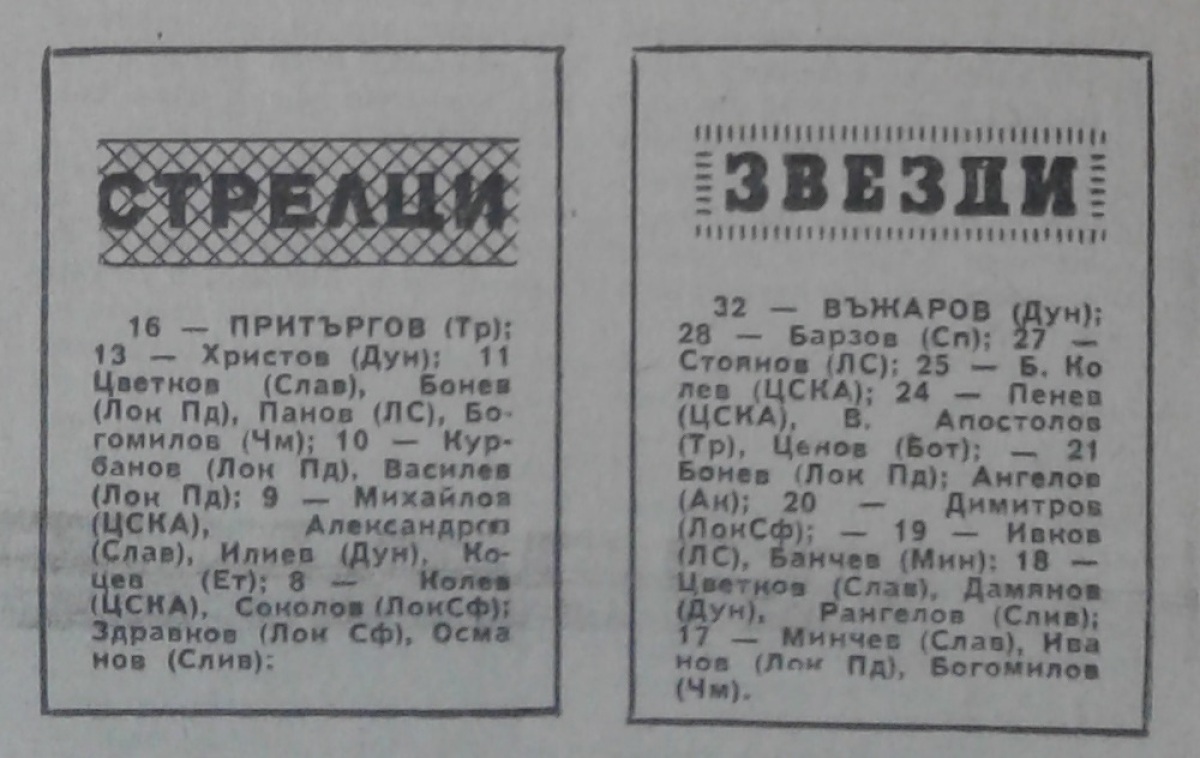 СТРЕЛЦИ
16 — ПРИТЪРГОВ (Тр);
13 — Христов (Дун); 11
Цветков (Слав), Бонев
(Лок Пд), Панов (ЛС), Бо-
гомилов (Чм); 10 — Кур-
банов (Лок Пд), Василев
(Лок Пд); 9 — Михайлов
(ЦСКА), Александров
(Слав), Илиев (Дун), Ко-
цев (Ет); 8 — Колев
(ЦСКА), Соколов (ЛокСф);
Здравков (Лок Сф), Осма
нов (Слив):
ЗВЕЗДИ
32 — ВЪЖАРОВ (Дун);
28 — Барзов (Сп); 27 —
Стоянов (ЛС); 25 — Б. Ко
лев (ЦСКА); 24 — Пенев
(ЦСКА), В. Апостолов
(Тр), Ценов (Бот); — 21
Бонев (Лок Пд); Ангелов
(Ак); 20 — Димитров
(ЛокСф); — 19 — Ивков
(ЛС), Банчев (Мин); 18 —
Цветков (Слав), Дамянов
(Дун), Рангелов (Слив);
17 — Минчев (Слав), Ива
нов (Лок Пд), Богомилов
(Чм).